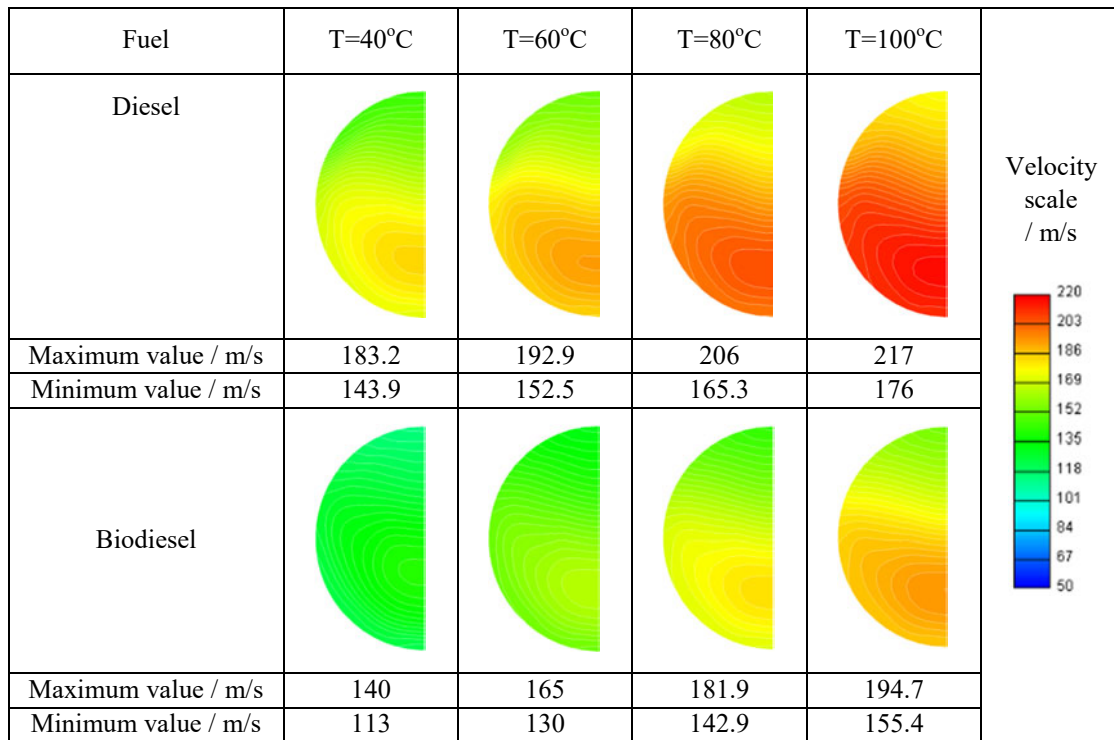 Fuel T=40°C T=60°C T=80°C T=100°C
Diesel
Velocity
scale
/ m/s
220
203
186
169
152
135
118
101
84
67
50
Maximum value / m/s 183.2 192.9 206 217
Minimum value / m/s 143.9 152.5 165.3 176
Biodiesel
Maximum value / m/s 140 165 181.9 194.7
Minimum value / m/s 113 130 142.9 155.4